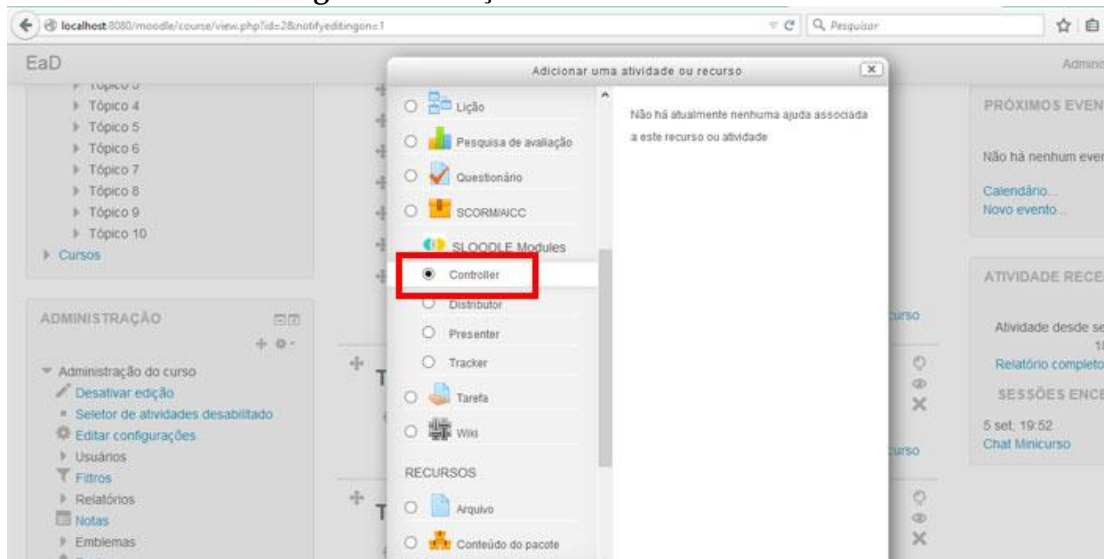 localhost:8080/moodle/course/view.php?id=2&notifyeditingon=1
Pesquisar
EaD
Adicionar uma atividade ou recurso
Tópico 4
Tópico 5
Tópico 6
Tópico 7
Tópico 8
Tópico 9
Tópico 10
Cursos
ADMINISTRAÇÃO
Administração do curso
Desativar edição
Seletor de atividades desabilitado
Editar configurações
Usuários
Filtros
Relatórios
Notas
Emblemas
Lição
Pesquisa de avaliação
Questionário
SCORM/AICC
SLOODLE Modules
Controller
Distributor
Presenter
Tracker
Tarefa
Wiki
RECURSOS
Arquivo
Conteúdo do pacote
Não há atualmente nenhuma ajuda associada
a este recurso ou atividade
PRÓXIMOS EVEN
Não há nenhum even
Calendário...
Novo evento...
ATIVIDADE RECE
Atividade desde se
Relatório completo
SESSÕES ENCE
5 set, 19:52
Chat Minicurso